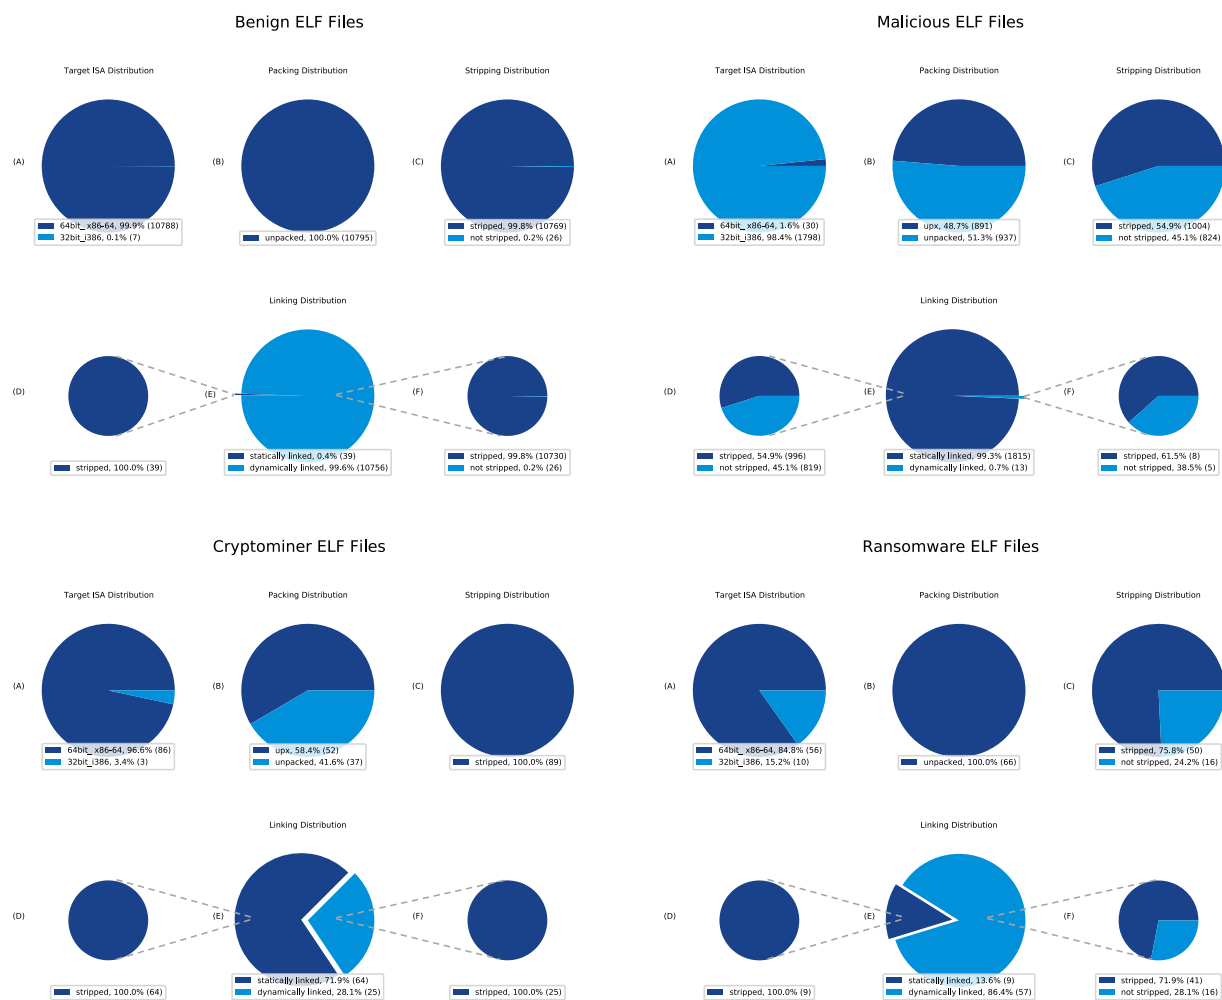 Benign ELF Files
Target ISA Distribution
Packing Distribution
Stripping Distribution
(A)
(B)
(C)
64bit_ x86-64, 99.9% (10788)
32bit_i386, 0.1% (7)
unpacked, 100.0% (10795)
stripped, 99.8% (10769)
not stripped, 0.2% (26)
Linking Distribution
(D)
(E)
(F)
stripped, 100.0% (39)
statically linked, 0.4% (39)
dynamically linked, 99.6% (10756)
stripped, 99.8% (10730)
not stripped, 0.2% (26)
Malicious ELF Files
Target ISA Distribution
Packing Distribution
Stripping Distribution
(A)
(B)
(C)
64bit_ x86-64, 1.6% (30)
32bit_i386, 98.4% (1798)
upx, 48.7% (891)
unpacked, 51.3% (937)
stripped, 54.9% (1004)
not stripped, 45.1% (824)
Linking Distribution
(D)
(E)
(F)
stripped, 54.9% (996)
not stripped, 45.1% (819)
statically linked, 99.3% (1815)
dynamically linked, 0.7% (13)
stripped, 61.5% (8)
not stripped, 38.5% (5)
Cryptominer ELF Files
Target ISA Distribution
Packing Distribution
Stripping Distribution
(A)
(B)
(C)
64bit_ x86-64, 96.6% (86)
32bit_i386, 3.4% (3)
upx, 58.4% (52)
unpacked, 41.6% (37)
stripped, 100.0% (89)
Linking Distribution
(D)
(E)
(F)
stripped, 100.0% (64)
statically linked, 71.9% (64)
dynamically linked, 28.1% (25)
stripped, 100.0% (25)
Ransomware ELF Files
Target ISA Distribution
Packing Distribution
Stripping Distribution
(A)
(B)
(C)
64bit_ x86-64, 84.8% (56)
32bit_i386, 15.2% (10)
unpacked, 100.0% (66)
stripped, 75.8% (50)
not stripped, 24.2% (16)
Linking Distribution
(D)
(E)
(F)
stripped, 100.0% (9)
statically linked, 13.6% (9)
dynamically linked, 86.4% (57)
stripped, 71.9% (41)
not stripped, 28.1% (16)